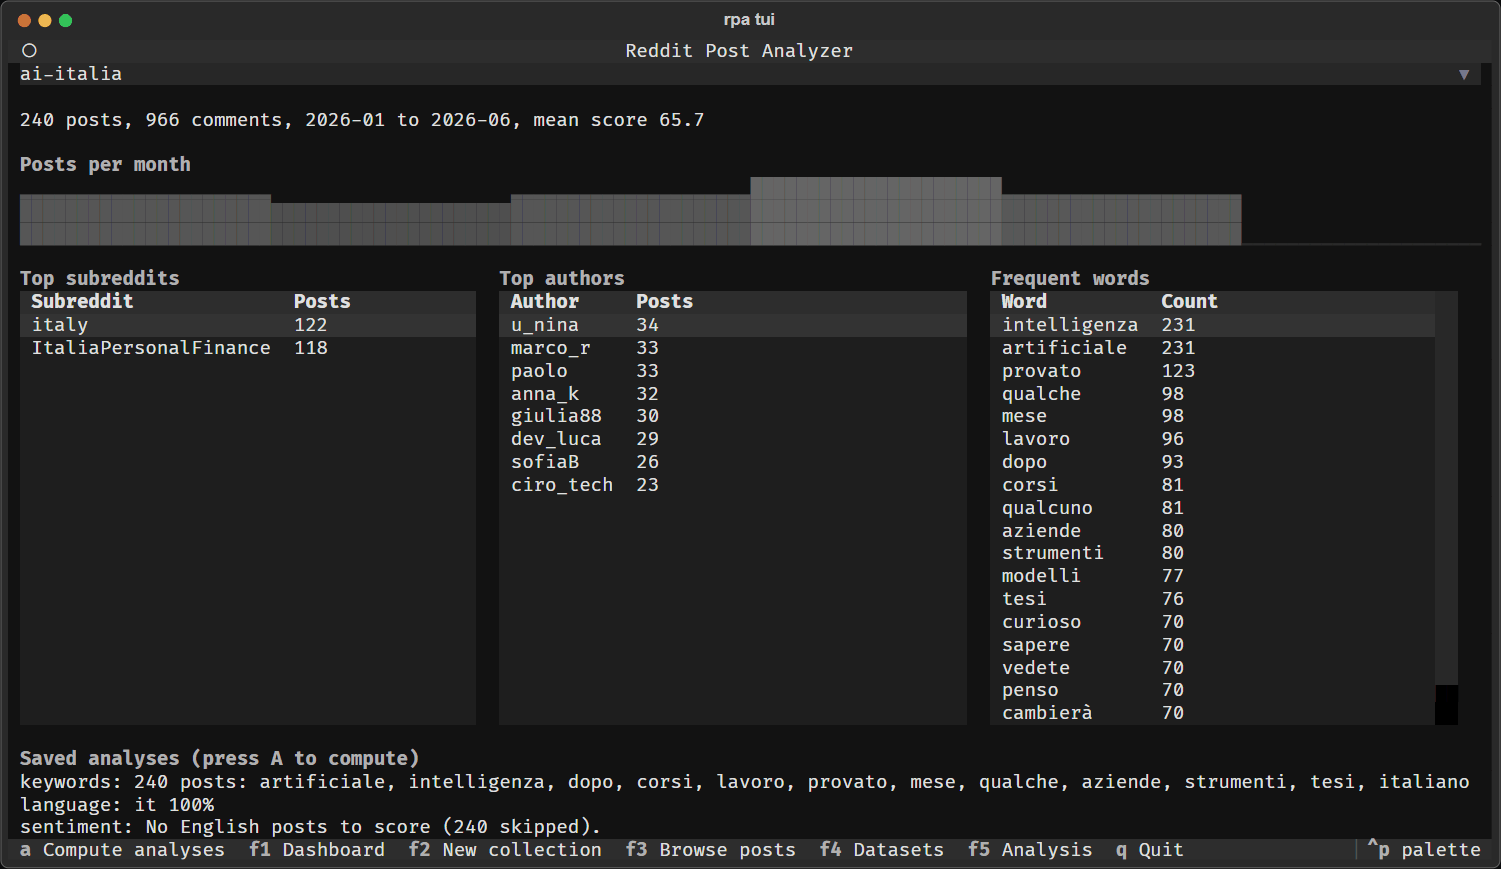 rpa tui
Reddit Post Analyzer
ai-italia
240 posts, 966 comments, 2026-01 to 2026-06, mean score 65.7
Posts per month
Top subreddits
Subreddit Posts
italy 122
ItaliaPersonalFinance 118
Top authors
Author Posts
u_nina 34
marco_r 33
paolo 33
anna_k 32
giulia88 30
dev_luca 29
sofiaB 26
ciro_tech 23
Frequent words
Word Count
intelligenza 231
artificiale 231
provato 123
qualche 98
mese 98
lavoro 96
dopo 93
corsi 81
qualcuno 81
aziende 80
strumenti 80
modelli 77
tesi 76
curioso 70
sapere 70
vedete 70
penso 70
cambierà 70
Saved analyses (press A to compute)
keywords: 240 posts: artificiale, intelligenza, dopo, corsi, lavoro, provato, mese, qualche, aziende, strumenti, tesi, italiano
language: it 100%
sentiment: No English posts to score (240 skipped).
a Compute analyses f1 Dashboard f2 New collection f3 Browse posts f4 Datasets f5 Analysis q Quit ^p palette